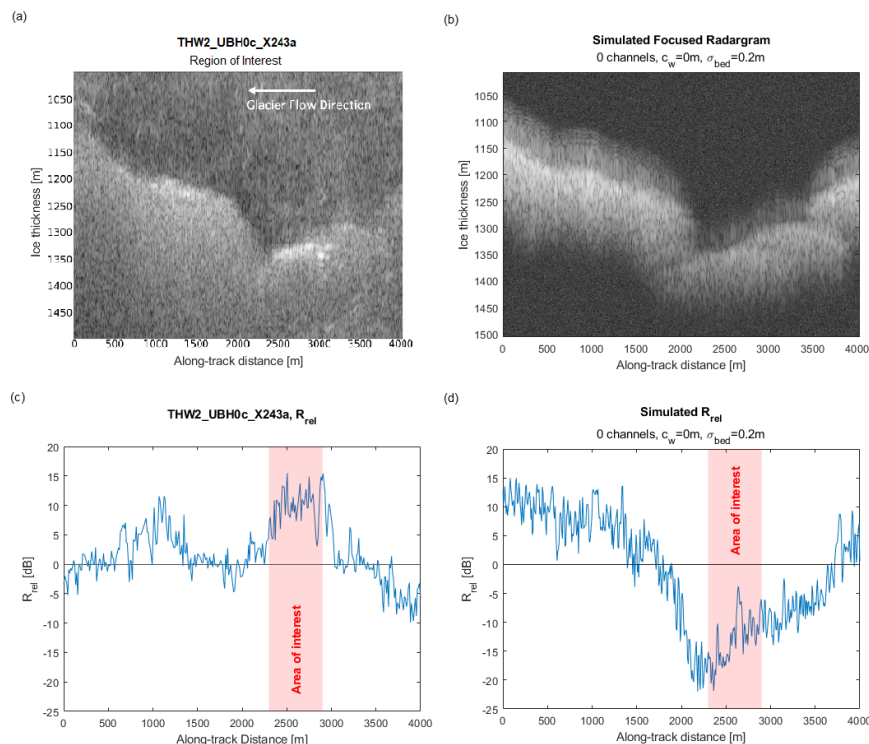 (a)
THW2_UBH0c_X243a
Region of Interest
Glacier Flow Direction
1050
1100
1150
1200
1250
1300
1350
1400
1450
Ice thickness [m]
0 500 1000 1500 2000 2500 3000 3500 4000
Along-track distance [m]
(b)
Simulated Focused Radargram
0 channels, c_w=0m, σ_bed=0.2m
1050
1100
1150
1200
1250
1300
1350
1400
1450
1500
Ice thickness [m]
0 500 1000 1500 2000 2500 3000 3500 4000
Along-track distance [m]
(c)
THW2_UBH0c_X243a, R_rel
20
15
10
5
0
-5
-10
-15
-20
-25
R_rel [dB]
Area of interest
0 500 1000 1500 2000 2500 3000 3500 4000
Along-track Distance [m]
(d)
Simulated R_rel
0 channels, c_w=0m, σ_bed=0.2m
20
15
10
5
0
-5
-10
-15
-20
-25
R_rel [dB]
Area of interest
0 500 1000 1500 2000 2500 3000 3500 4000
Along-track distance [m]